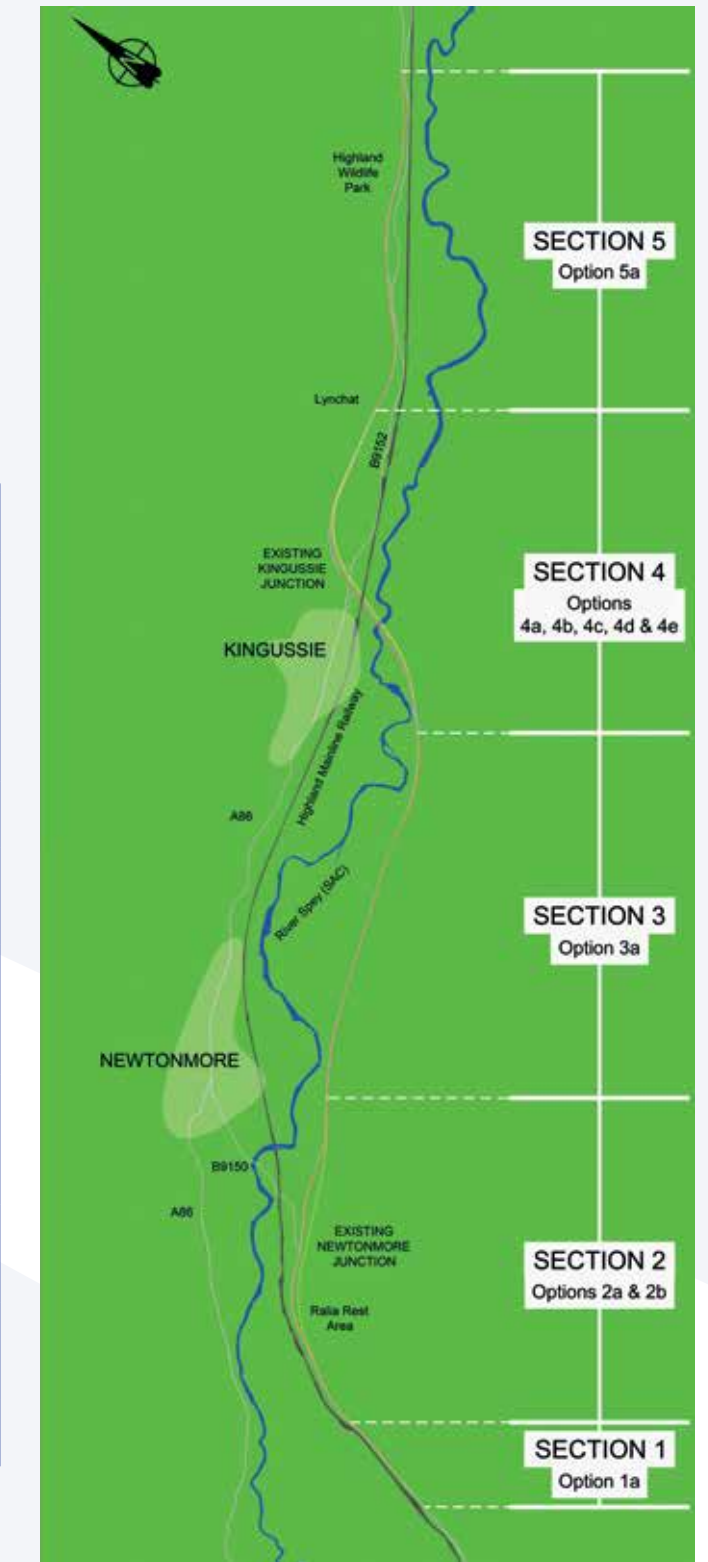 Highland
Wildlife
Park
SECTION 5
Option 5a
Lynchat
B9152
EXISTING
KINGUSSIE
JUNCTION
SECTION 4
Options
4a, 4b, 4c, 4d & 4e
KINGUSSIE
Highland Mainline Railway
A86
River Spey (SAC)
SECTION 3
Option 3a
NEWTONMORE
B9150
A86
EXISTING
NEWTONMORE
JUNCTION
SECTION 2
Options 2a & 2b
Ralia Rest
Area
SECTION 1
Option 1a